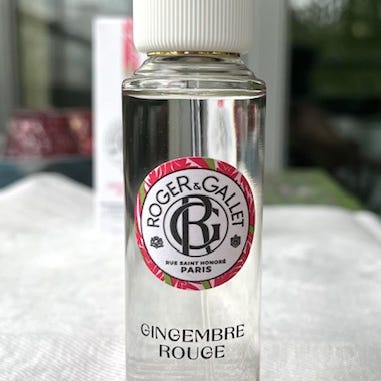 ROGER & GALLET
RG
RUE SAINT HONORÉ
PARIS
GINGEMBRE
ROUGE